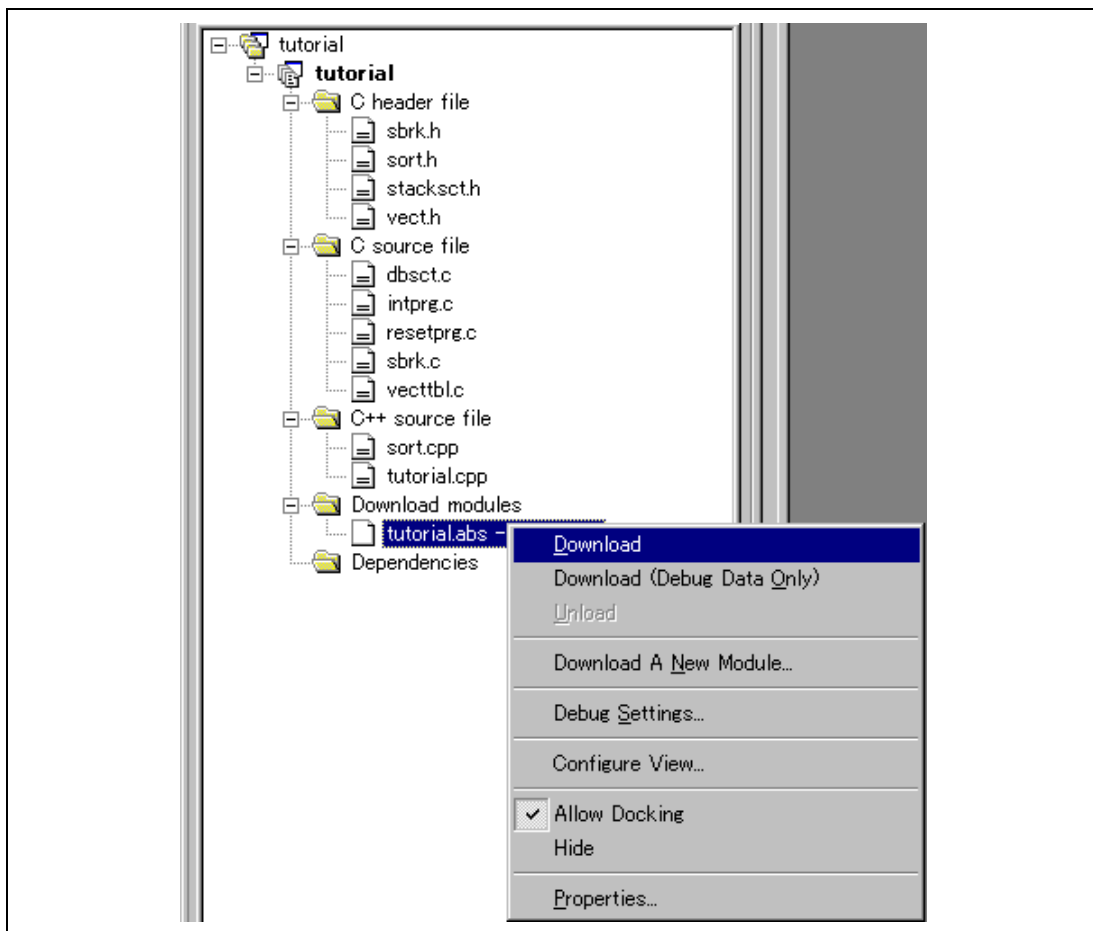 tutorial
tutorial
C header file
sbrk.h
sort.h
stacksct.h
vect.h
C source file
dbsct.c
intprg.c
resetprg.c
sbrk.c
vecttbl.c
C++ source file
sort.cpp
tutorial.cpp
Download modules
tutorial.abs -
Dependencies
Download
Download (Debug Data Only)
Unload
Download A New Module...
Debug Settings...
Configure View...
Allow Docking
Hide
Properties...